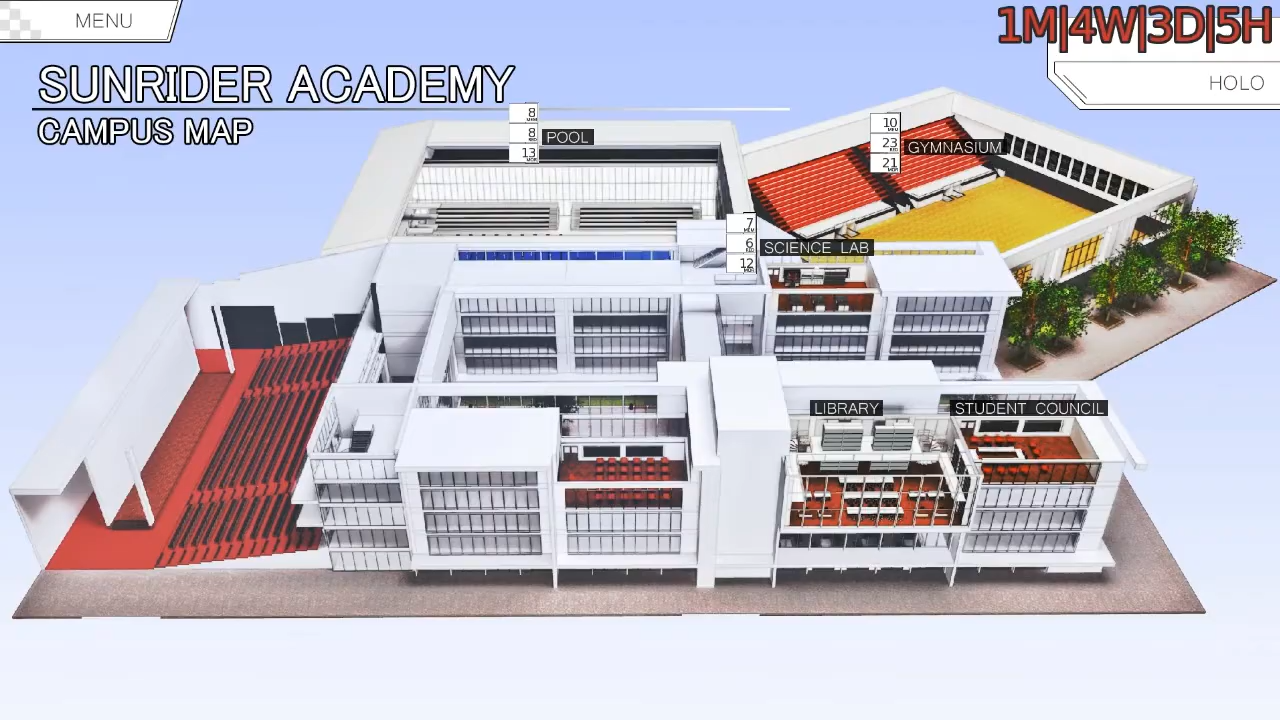 MENU
1M|4W|3D|5H
HOLO
SUNRIDER ACADEMY
CAMPUS MAP
8
8
13
POOL
10
23
21
GYMNASIUM
7
6
12
SCIENCE LAB
LIBRARY
STUDENT COUNCIL